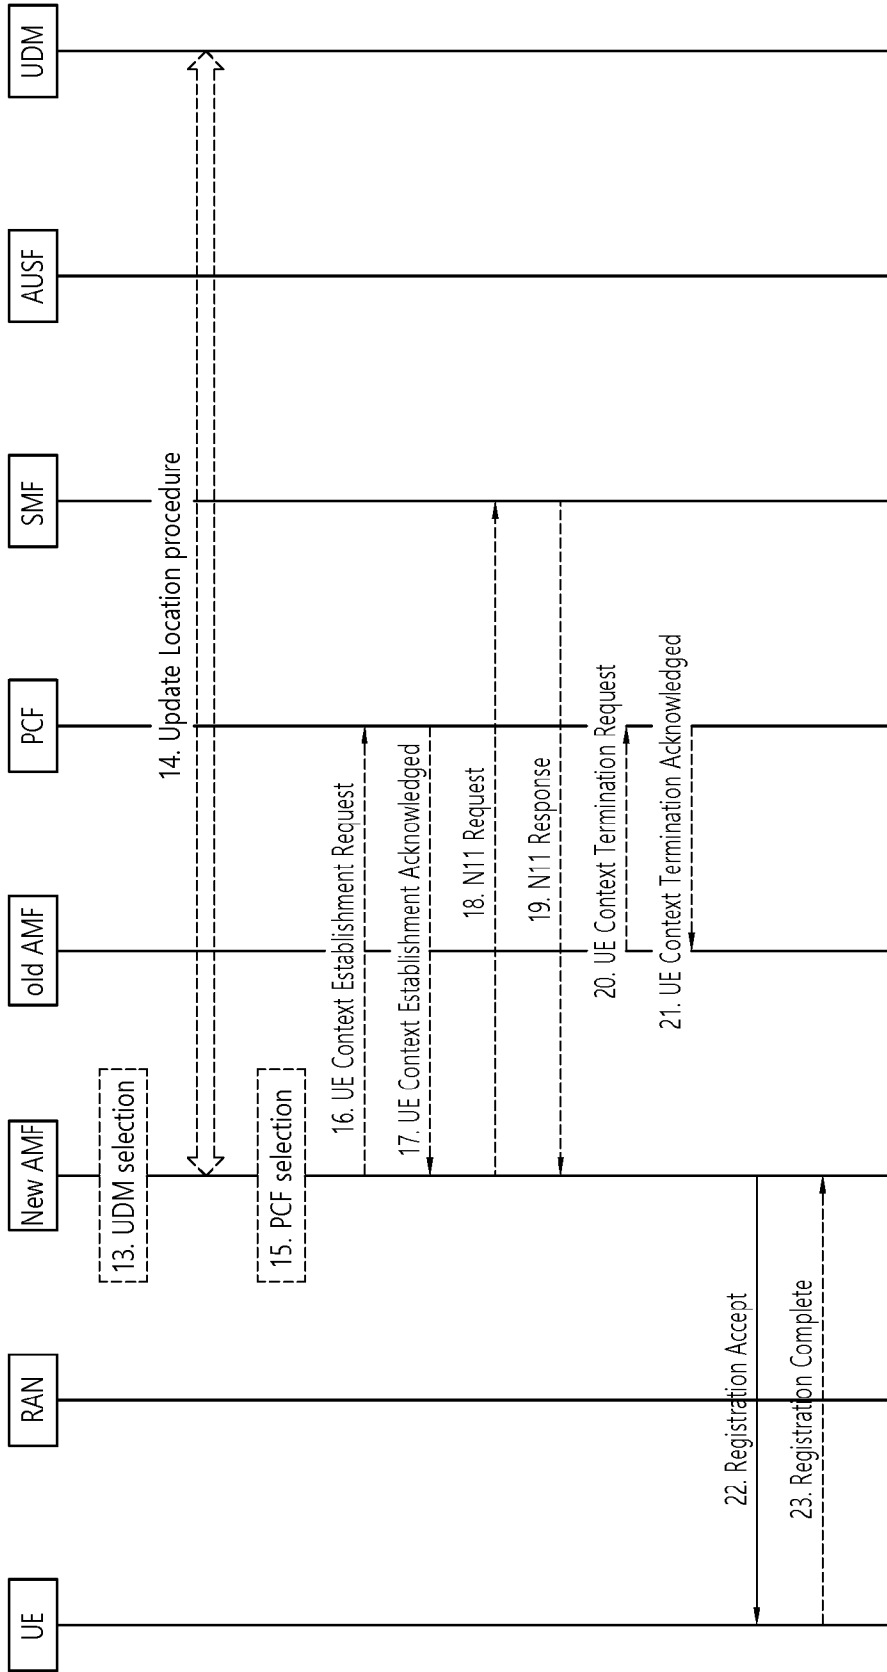 UE
RAN
New AMF
old AMF
PCF
SMF
AUSF
UDM
13. UDM selection
14. Update Location procedure
15. PCF selection
16. UE Context Establishment Request
17. UE Context Establishment Acknowledged
18. N11 Request
19. N11 Response
20. UE Context Termination Request
21. UE Context Termination Acknowledged
22. Registration Accept
23. Registration Complete